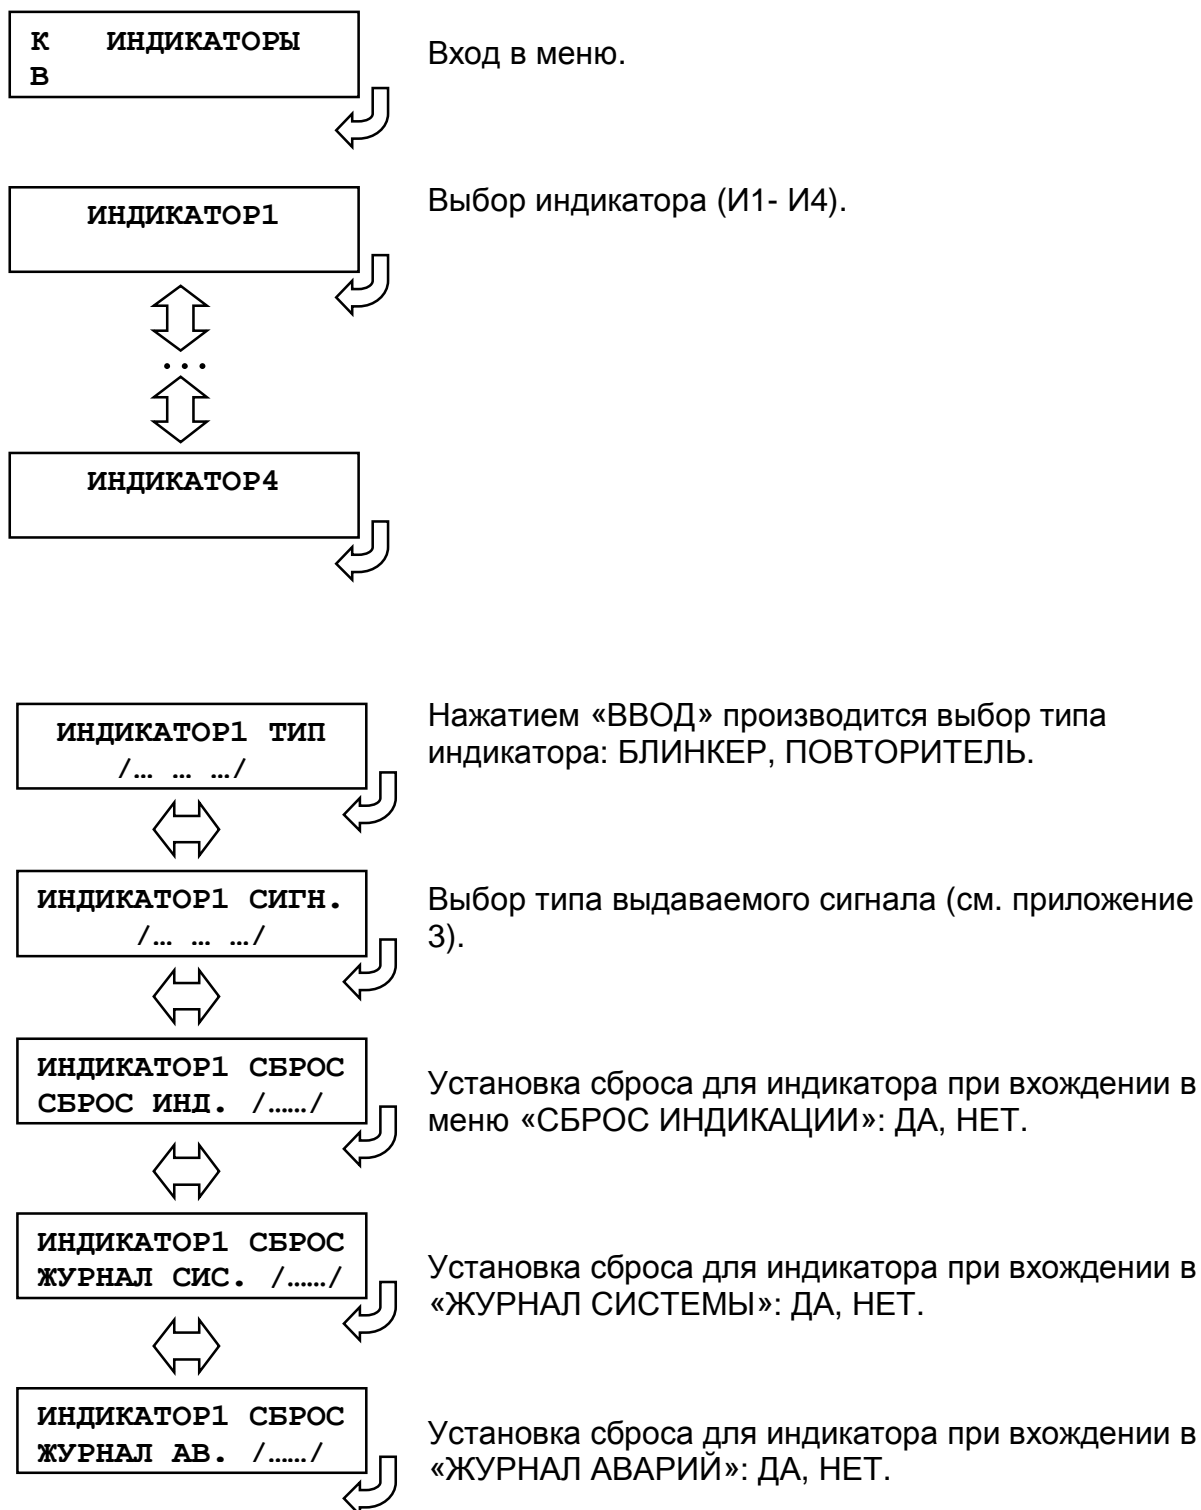 К ИНДИКАТОРЫ
В
Вход в меню.
ИНДИКАТОР1
Выбор индикатора (И1- И4).
...
ИНДИКАТОР4
ИНДИКАТОР1 ТИП
/… … …/
Нажатием «ВВОД» производится выбор типа
индикатора: БЛИНКЕР, ПОВТОРИТЕЛЬ.
ИНДИКАТОР1 СИГН.
/… … …/
Выбор типа выдаваемого сигнала (см. приложение
3).
ИНДИКАТОР1 СБРОС
СБРОС ИНД. /……/
Установка сброса для индикатора при вхождении в
меню «СБРОС ИНДИКАЦИИ»: ДА, НЕТ.
ИНДИКАТОР1 СБРОС
ЖУРНАЛ СИС. /……/
Установка сброса для индикатора при вхождении в
«ЖУРНАЛ СИСТЕМЫ»: ДА, НЕТ.
ИНДИКАТОР1 СБРОС
ЖУРНАЛ АВ. /……/
Установка сброса для индикатора при вхождении в
«ЖУРНАЛ АВАРИЙ»: ДА, НЕТ.